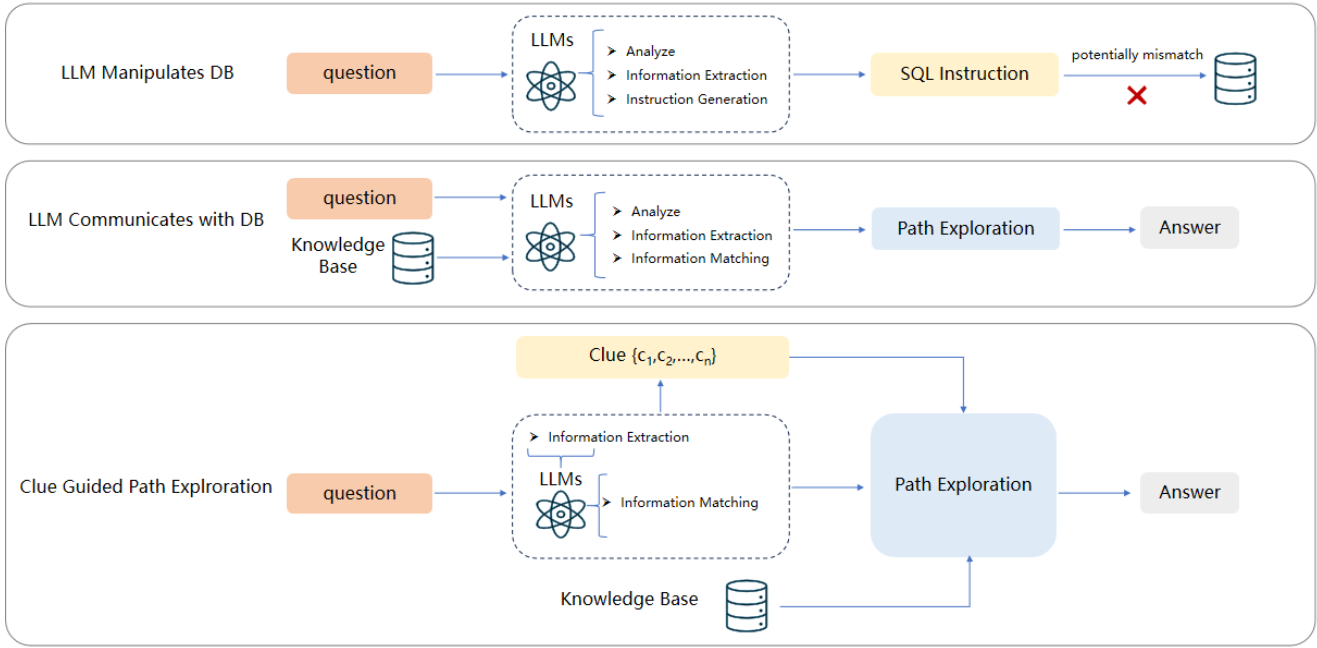 LLM Manipulates DB
question
LLMs
Analyze
Information Extraction
Instruction Generation
SQL Instruction
potentially mismatch
LLM Communicates with DB
question
Knowledge
Base
LLMs
Analyze
Information Extraction
Information Matching
Path Exploration
Answer
Clue Guided Path Explroration
question
Clue {c₁,c₂,...,cₙ}
Information Extraction
LLMs
Information Matching
Path Exploration
Answer
Knowledge Base